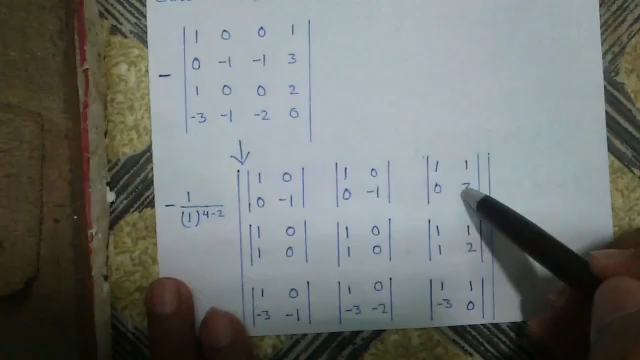 1 0 0 1
0 -1 -1 3
- 1 0 0 2
-3 -1 -2 0
1 0 1 0 1 1
0 -1 0 -1 0
- 1/(1)^4-2
1 0 1 0 1 1
1 0 1 0 1 2
1 0 1 0 1 1
-3 -1 -3 -2 -3 0